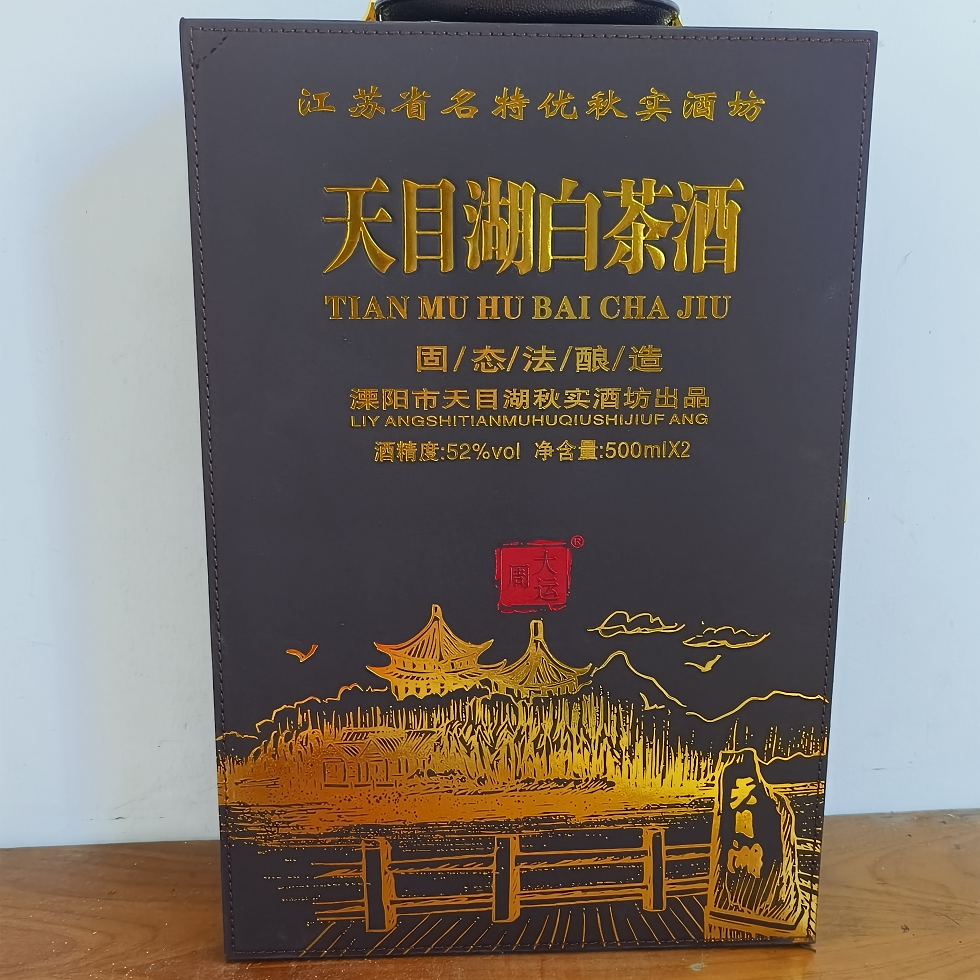 江苏省名特优秋实酒坊
天目湖白茶酒
TIAN MU HU BAI CHA JIU
固/态/法/酿/造
溧阳市天目湖秋实酒坊出品
LIY ANGSHITIANMUHUQIUSHIJIUF ANG
酒精度:52%vol 净含量:500mlX2
大运
周
®
天目湖